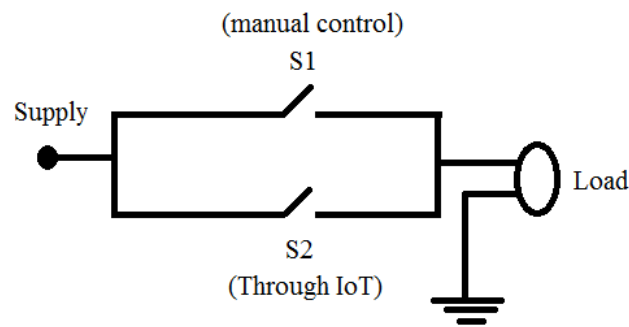 (manual control)
S1
Supply
Load
S2
(Through IoT)